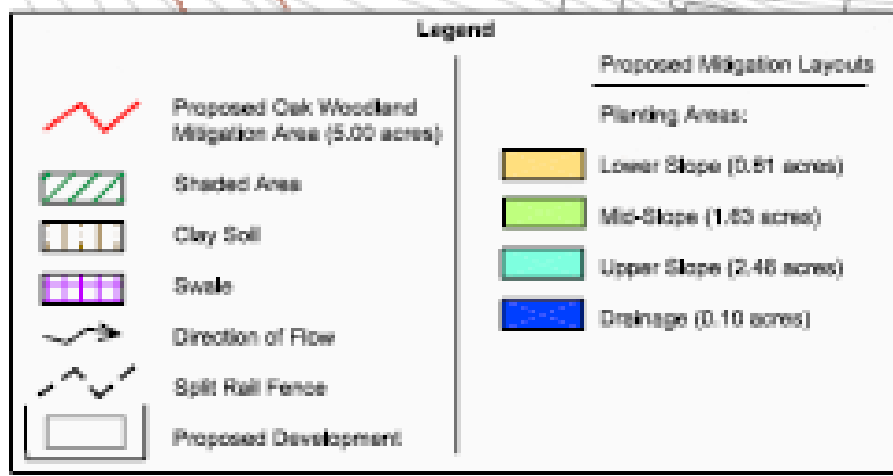 Legend
Proposed Oak Woodland
Mitigation Area (5.00 acres)
Shaded Area
Clay Soil
Swale
Direction of Flow
Split Rail Fence
Proposed Development
Proposed Mitigation Layouts
Planting Areas:
Lower Slope (0.81 acres)
Mid-Slope (1.63 acres)
Upper Slope (2.46 acres)
Drainage (0.10 acres)